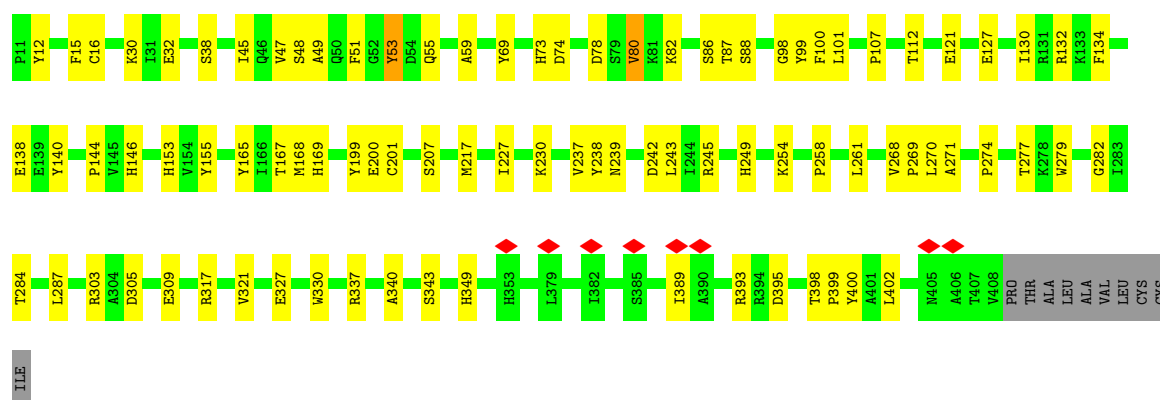 P11 Y12 F15 C16 K30 I31 E32 S38 I45 Q46 V47 S48 A49 Q50 F51 G52 Y53 D54 Q55 A59 Y69 H73 D74 D78 S79 V80 K81 K82 S86 T87 S88 G98 Y99 F100 L101 P107 T112 E121 E127 I130 R131 R132 K133 F134
E138 E139 Y140 P144 V145 H146 H153 V154 Y155 Y165 I166 T167 M168 H169 Y199 E200 C201 S207 M217 I227 K230 V237 Y238 N239 D242 L243 I244 R245 H249 K254 P258 L261 V268 P269 L270 A271 P274 T277 K278 W279 G282 I283
T284 L287 R303 A304 D305 E309 R317 V321 E327 W330 R337 A340 S343 H349 H353 L379 I382 S385 I389 A390 R393 R394 D395 T398 P399 Y400 A401 L402 N405 A406 T407 V408 PRO THR ALA LEU ALA VAL LEU CYS CYS
ILE